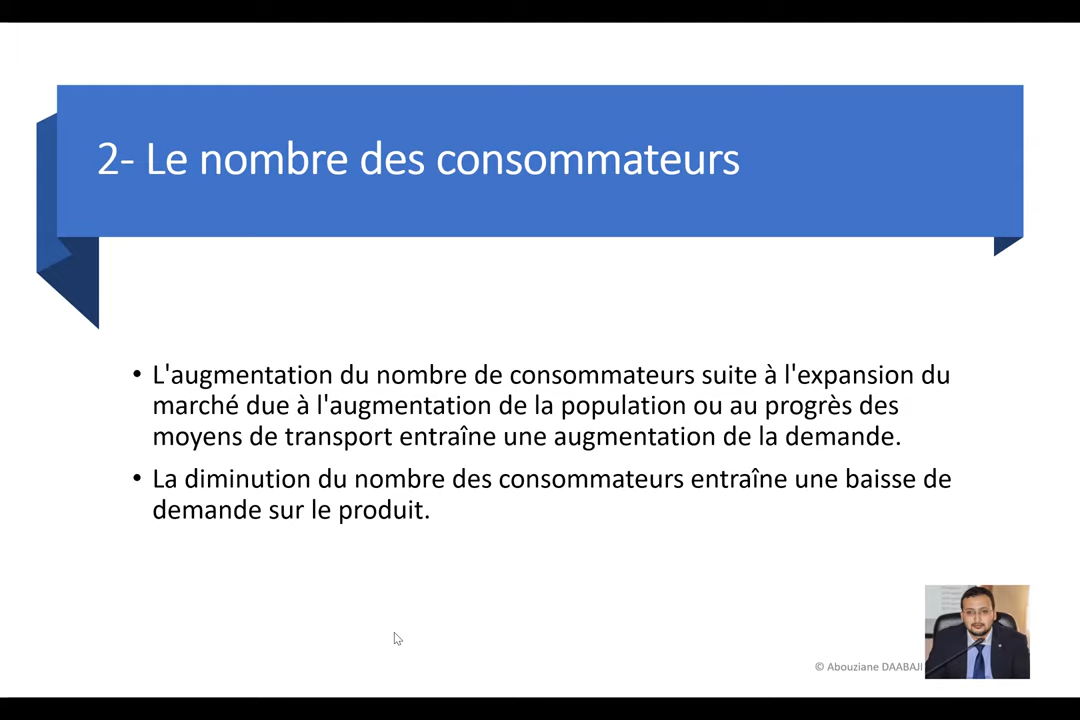 2- Le nombre des consommateurs
• L'augmentation du nombre de consommateurs suite à l'expansion du
marché due à l'augmentation de la population ou au progrès des
moyens de transport entraîne une augmentation de la demande.
• La diminution du nombre des consommateurs entraîne une baisse de
demande sur le produit.
© Abouziane DAABAJI